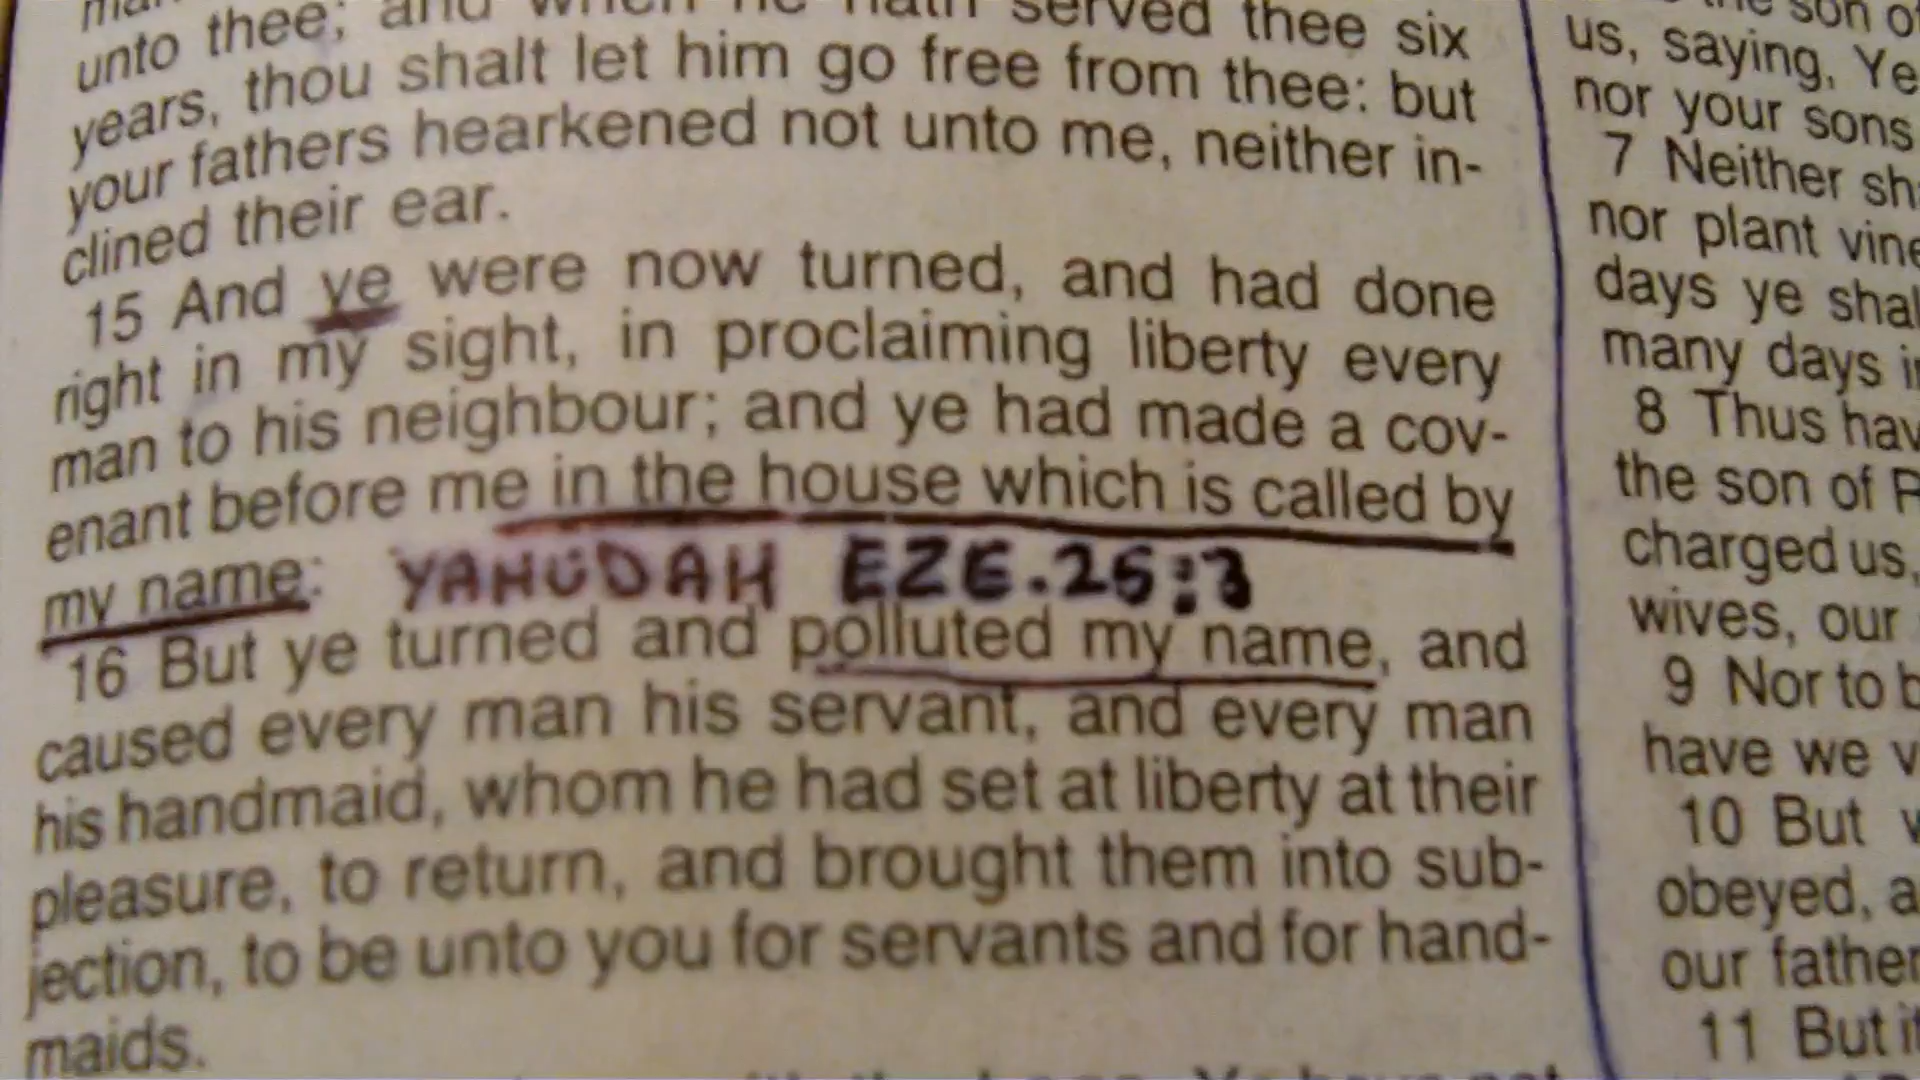 unto thee; and when he hath served thee six
years, thou shalt let him go free from thee: but
your fathers hearkened not unto me, neither in-
clined their ear.
15 And ye were now turned, and had done
right in my sight, in proclaiming liberty every
man to his neighbour; and ye had made a cov-
enant before me in the house which is called by
my name: YAHUDAH EZE.25:3
16 But ye turned and polluted my name, and
caused every man his servant, and every man
his handmaid, whom he had set at liberty at their
pleasure, to return, and brought them into sub-
jection, to be unto you for servants and for hand-
maids.
the son of
us, saying, Ye
nor your sons
7 Neither
nor plant
days ye
many days
8 Thus
the son of
charged us,
wives, our
9 Nor to
have we
10 But
obeyed,
our
11 But